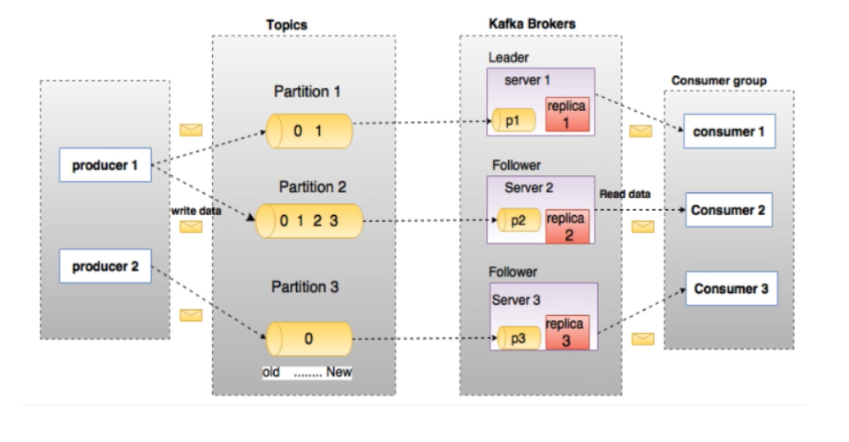 Topics
Kafka Brokers
Leader
server 1
Consumer group
Partition 1
replica
0 1
p1
1
consumer 1
producer 1
Follower
Partition 2
Server 2
Read data
write data
0 1 2 3
p2
replica
2
Consumer 2
producer 2
Follower
Partition 3
Server 3
Consumer 3
replica
0
p3
3
old ........ New